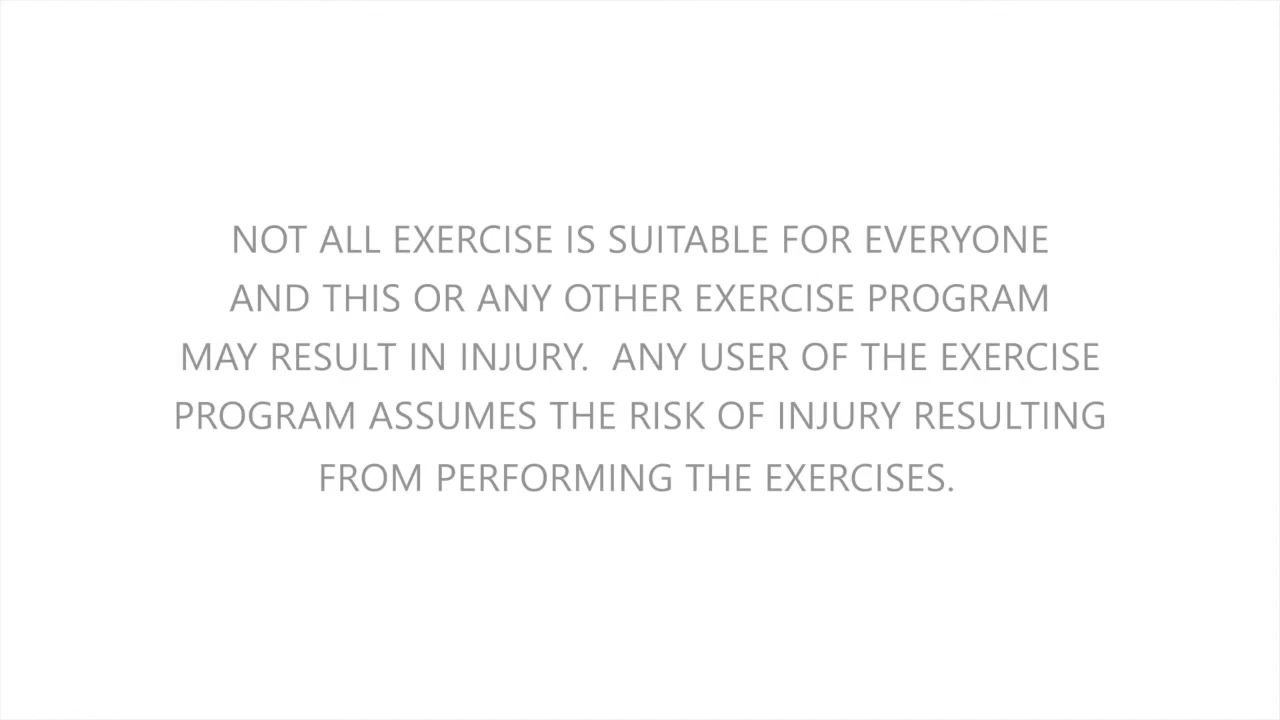 NOT ALL EXERCISE IS SUITABLE FOR EVERYONE
AND THIS OR ANY OTHER EXERCISE PROGRAM
MAY RESULT IN INJURY.  ANY USER OF THE EXERCISE
PROGRAM ASSUMES THE RISK OF INJURY RESULTING
FROM PERFORMING THE EXERCISES.